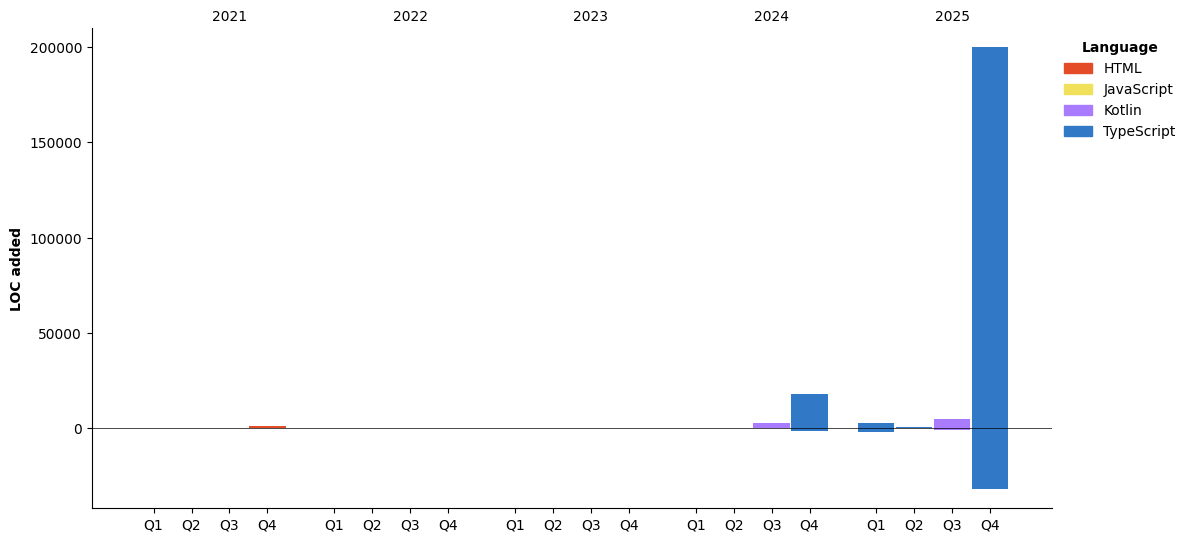 2021 2022 2023 2024 2025
LOC added
200000
150000
100000
50000
0
Q1 Q2 Q3 Q4 Q1 Q2 Q3 Q4 Q1 Q2 Q3 Q4 Q1 Q2 Q3 Q4 Q1 Q2 Q3 Q4
Language
HTML
JavaScript
Kotlin
TypeScript